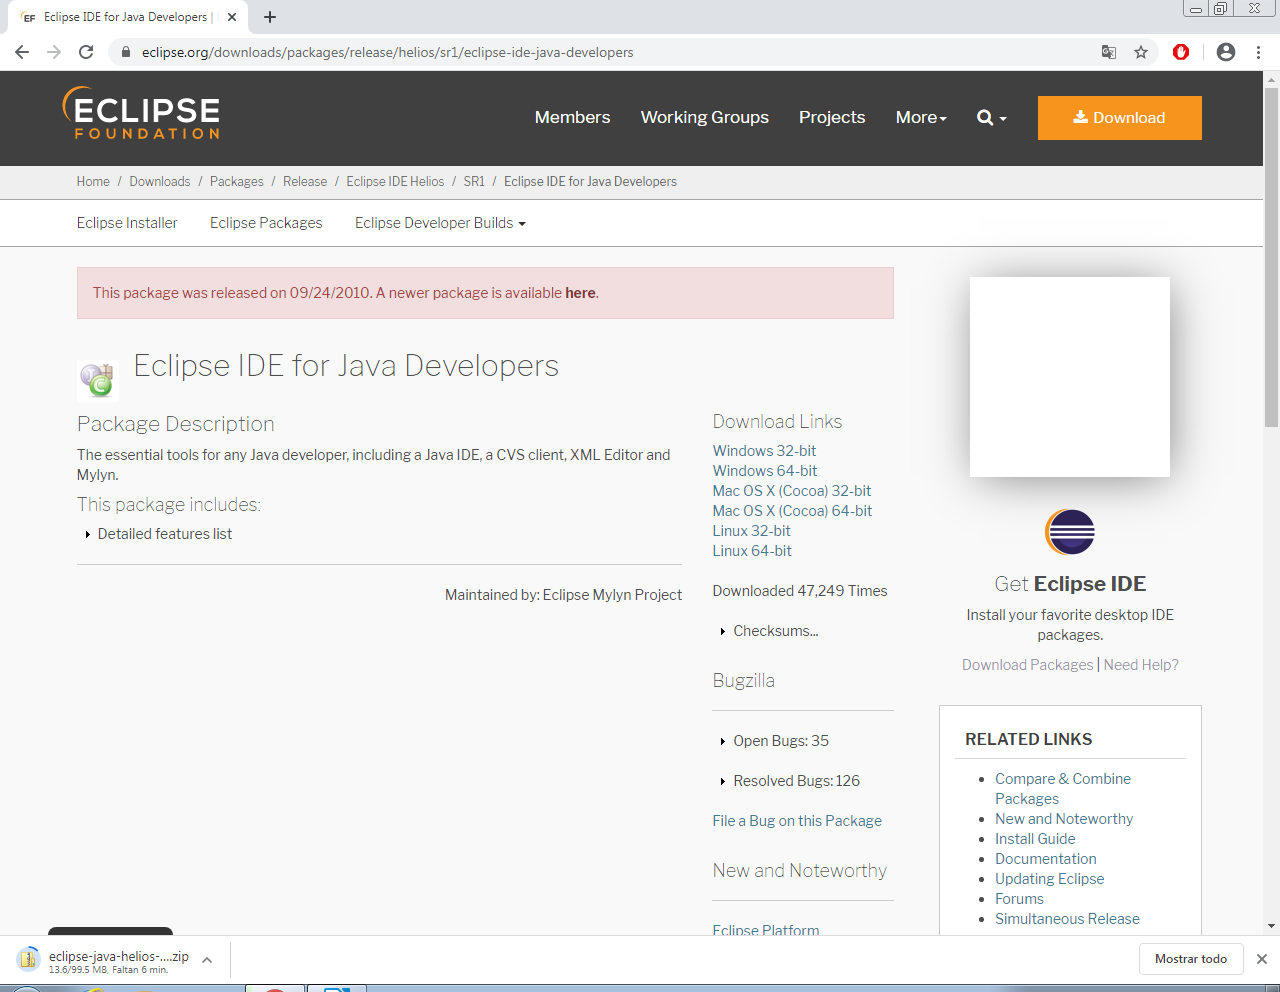 Eclipse IDE for Java Developers |
eclipse.org/downloads/packages/release/helios/sr1/eclipse-ide-java-developers
ECLIPSE
FOUNDATION
Members
Working Groups
Projects
More
Download
Home / Downloads / Packages / Release / Eclipse IDE Helios / SR1 / Eclipse IDE for Java Developers
Eclipse Installer
Eclipse Packages
Eclipse Developer Builds
This package was released on 09/24/2010. A newer package is available here.
Eclipse IDE for Java Developers
Package Description
The essential tools for any Java developer, including a Java IDE, a CVS client, XML Editor and
Mylyn.
This package includes:
Detailed features list
Maintained by: Eclipse Mylyn Project
Download Links
Windows 32-bit
Windows 64-bit
Mac OS X (Cocoa) 32-bit
Mac OS X (Cocoa) 64-bit
Linux 32-bit
Linux 64-bit
Downloaded 47,249 Times
Checksums...
Bugzilla
Open Bugs: 35
Resolved Bugs: 126
File a Bug on this Package
New and Noteworthy
Eclipse Platform
Get Eclipse IDE
Install your favorite desktop IDE
packages.
Download Packages | Need Help?
RELATED LINKS
Compare & Combine
Packages
New and Noteworthy
Install Guide
Documentation
Updating Eclipse
Forums
Simultaneous Release
eclipse-java-helios-....zip
13.6/99.5 MB, Faltan 6 min.
Mostrar todo